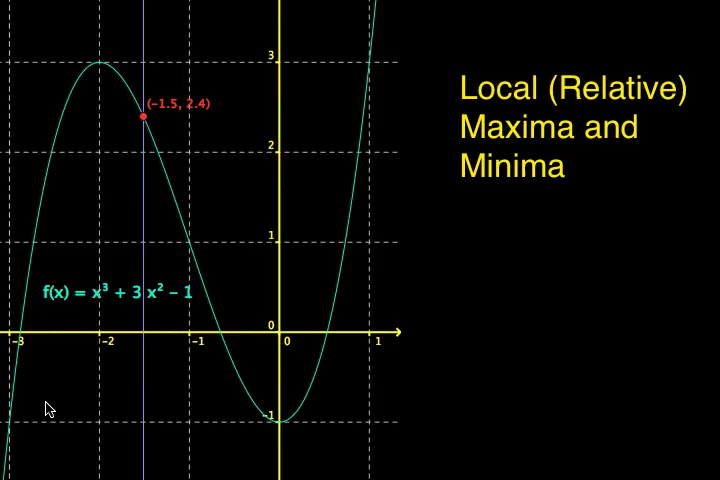 Local (Relative)
Maxima and
Minima
3
(-1.5, 2.4)
2
1
f(x) = x³ + 3 x² – 1
0
-3 -2 -1 0 1
-1